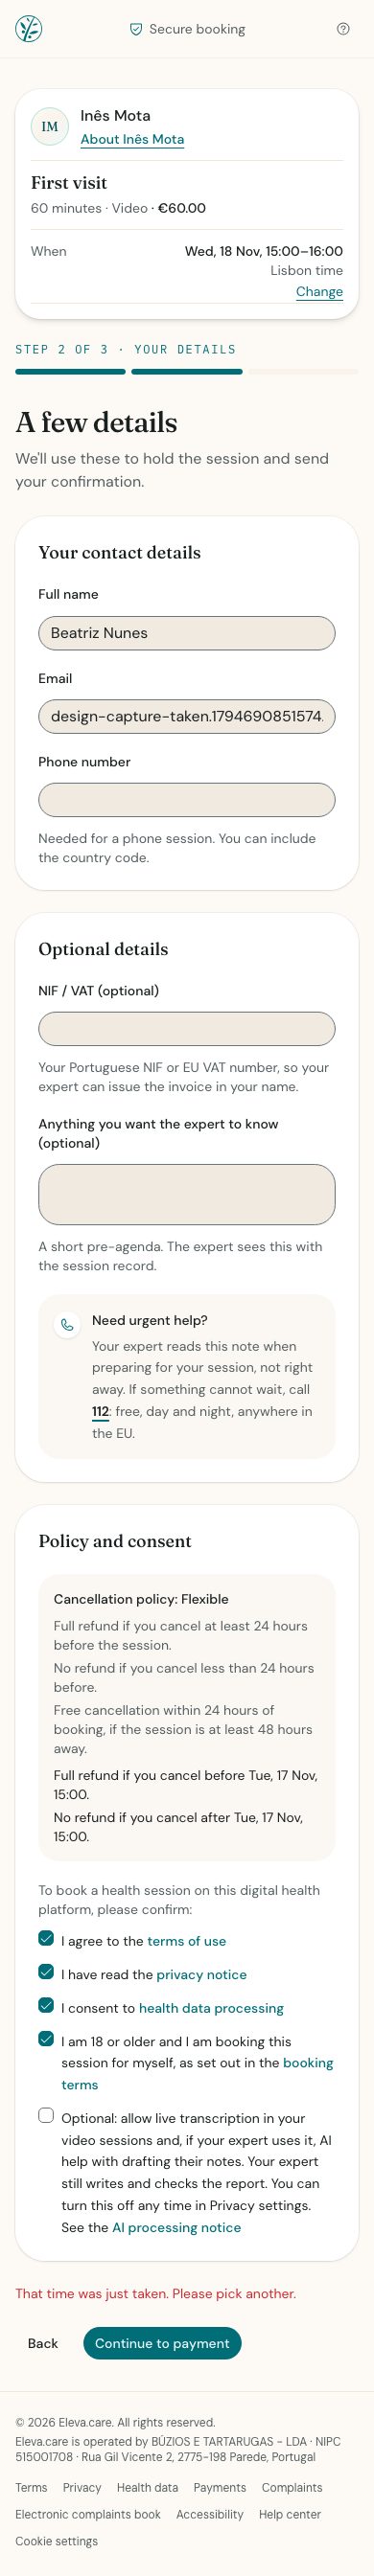 Secure booking
IM
Inês Mota
About Inês Mota
First visit
60 minutes · Video · €60.00
When
Wed, 18 Nov, 15:00–16:00
Lisbon time
Change
STEP 2 OF 3 · YOUR DETAILS
A few details
We'll use these to hold the session and send
your confirmation.
Your contact details
Full name
Beatriz Nunes
Email
design-capture-taken.1794690851574.
Phone number
Needed for a phone session. You can include
the country code.
Optional details
NIF / VAT (optional)
Your Portuguese NIF or EU VAT number, so your
expert can issue the invoice in your name.
Anything you want the expert to know
(optional)
A short pre-agenda. The expert sees this with
the session record.
Need urgent help?
Your expert reads this note when
preparing for your session, not right
away. If something cannot wait, call
112: free, day and night, anywhere in
the EU.
Policy and consent
Cancellation policy: Flexible
Full refund if you cancel at least 24 hours
before the session.
No refund if you cancel less than 24 hours
before.
Free cancellation within 24 hours of
booking, if the session is at least 48 hours
away.
Full refund if you cancel before Tue, 17 Nov,
15:00.
No refund if you cancel after Tue, 17 Nov,
15:00.
To book a health session on this digital health
platform, please confirm:
I agree to the terms of use
I have read the privacy notice
I consent to health data processing
I am 18 or older and I am booking this
session for myself, as set out in the booking
terms
Optional: allow live transcription in your
video sessions and, if your expert uses it, AI
help with drafting their notes. Your expert
still writes and checks the report. You can
turn this off any time in Privacy settings.
See the AI processing notice
That time was just taken. Please pick another.
Back
Continue to payment
© 2026 Eleva.care. All rights reserved.
Eleva.care is operated by BÚZIOS E TARTARUGAS - LDA · NIPC
515001708 · Rua Gil Vicente 2, 2775-198 Parede, Portugal
Terms Privacy Health data Payments Complaints
Electronic complaints book Accessibility Help center
Cookie settings